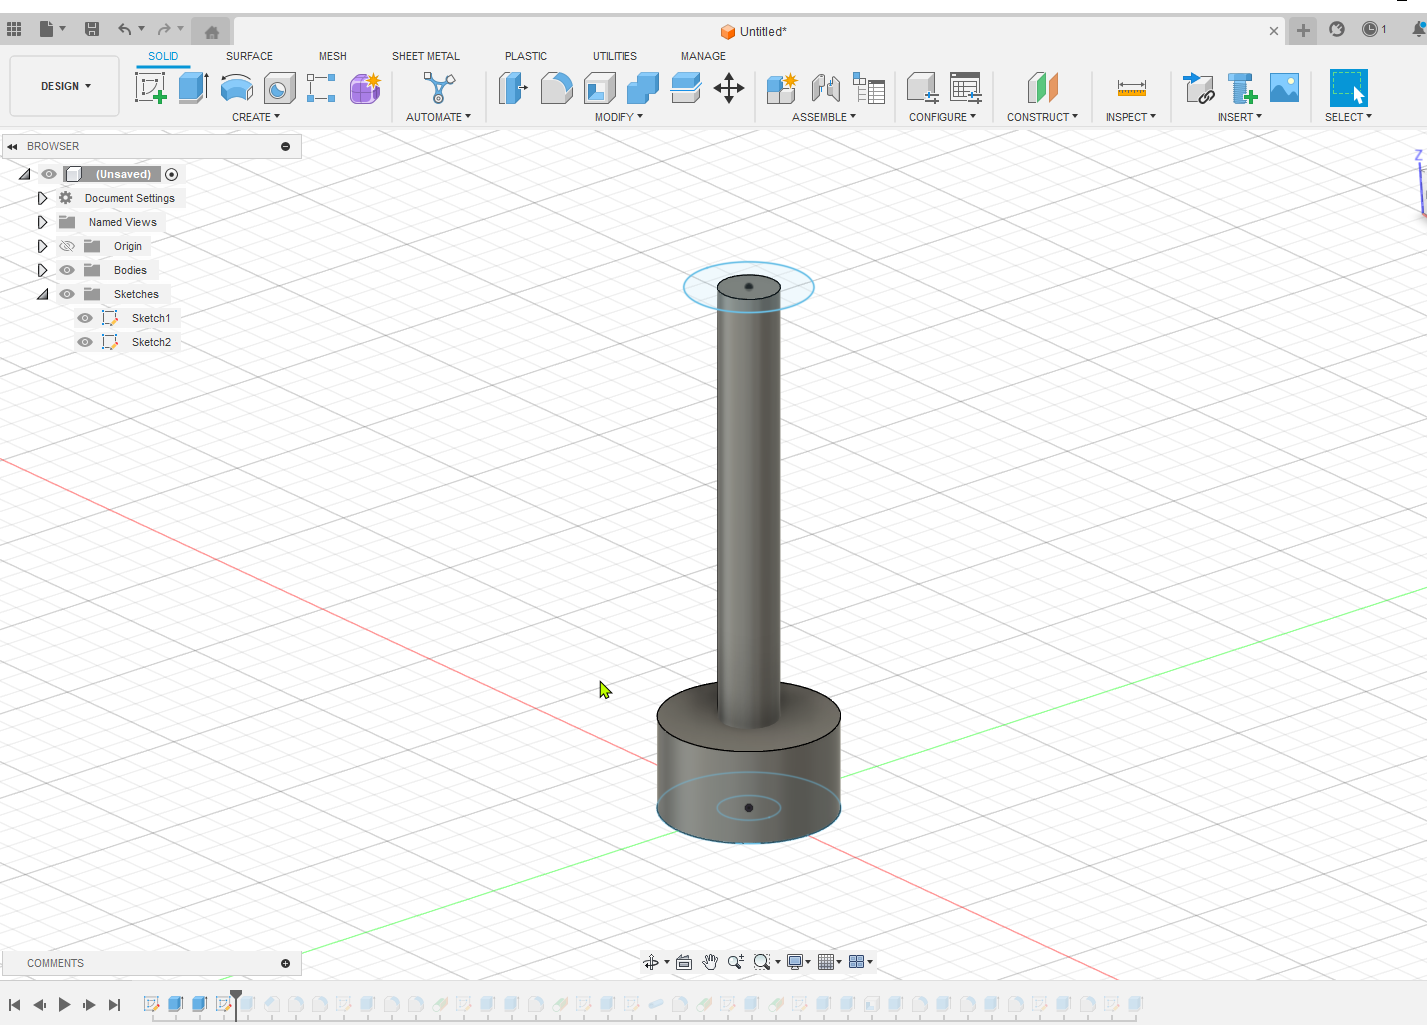 Untitled*
1
SOLID SURFACE MESH SHEET METAL PLASTIC UTILITIES MANAGE
DESIGN
CREATE AUTOMATE MODIFY ASSEMBLE CONFIGURE CONSTRUCT INSPECT INSERT SELECT
BROWSER
Z
(Unsaved)
Document Settings
Named Views
Origin
Bodies
Sketches
Sketch1
Sketch2
COMMENTS